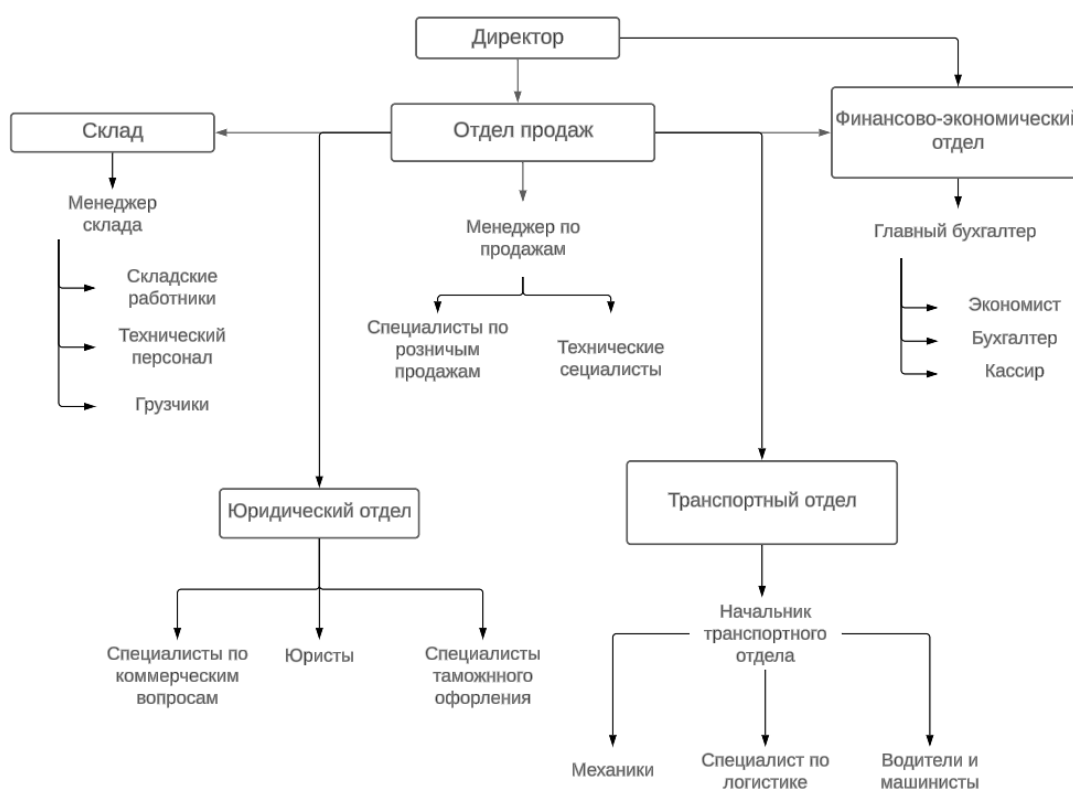 Директор
Склад
Отдел продаж
Финансово-экономический
отдел
Менеджер
склада
Складские
работники
Технический
персонал
Грузчики
Менеджер по
продажам
Специалисты по
розничым
продажам
Технические
сециалисты
Главный бухгалтер
Экономист
Бухгалтер
Кассир
Юридический отдел
Специалисты по
коммерческим
вопросам
Юристы
Специалисты
таможнного
офорления
Транспортный отдел
Начальник
транспортного
отдела
Механики
Специалист по
логистике
Водители и
машинисты